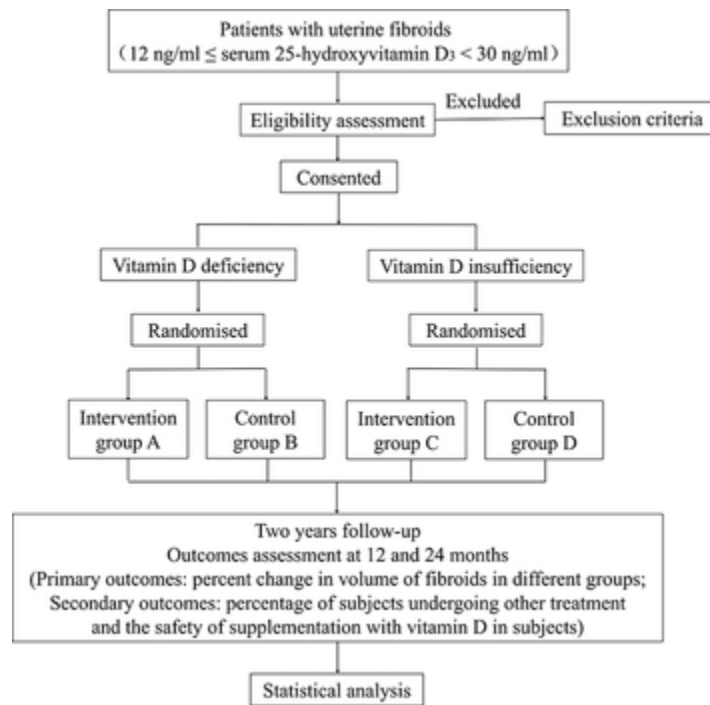 Patients with uterine fibroids
(12 ng/ml ≤ serum 25-hydroxyvitamin D₃ < 30 ng/ml)
Excluded
Eligibility assessment
Exclusion criteria
Consented
Vitamin D deficiency
Vitamin D insufficiency
Randomised
Randomised
Intervention
group A
Control
group B
Intervention
group C
Control
group D
Two years follow-up
Outcomes assessment at 12 and 24 months
(Primary outcomes: percent change in volume of fibroids in different groups;
Secondary outcomes: percentage of subjects undergoing other treatment
and the safety of supplementation with vitamin D in subjects)
Statistical analysis